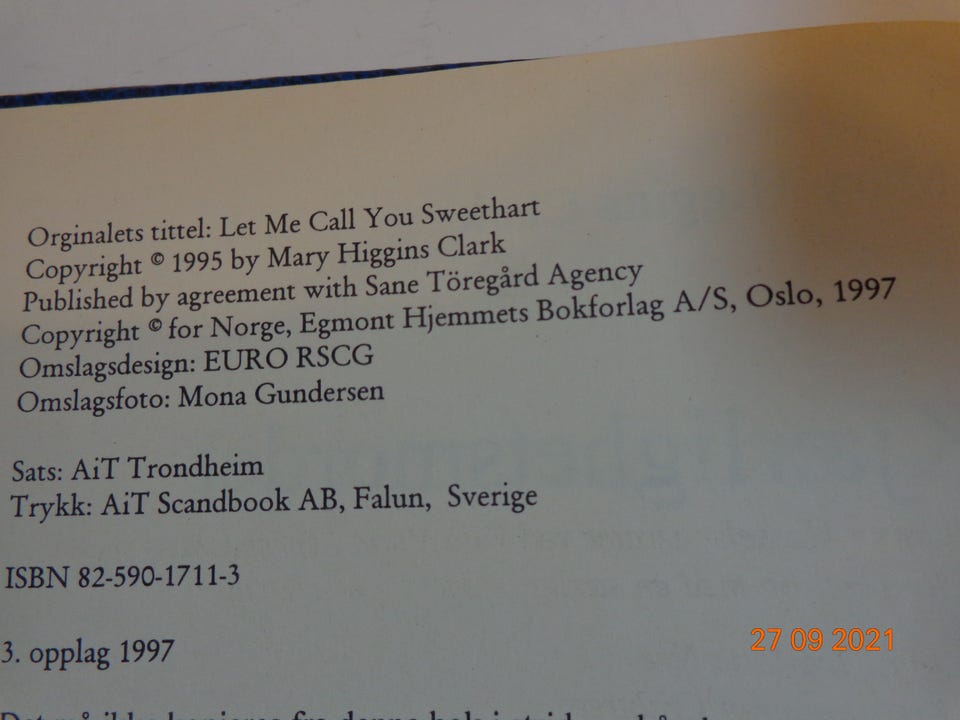 Orginalets tittel: Let Me Call You Sweethart
Copyright © 1995 by Mary Higgins Clark
Published by agreement with Sane Töregård Agency
Copyright © for Norge, Egmont Hjemmets Bokforlag A/S, Oslo, 1997
Omslagsdesign: EURO RSCG
Omslagsfoto: Mona Gundersen
Sats: AiT Trondheim
Trykk: AiT Scandbook AB, Falun, Sverige
ISBN 82-590-1711-3
3. opplag 1997
27 09 2021